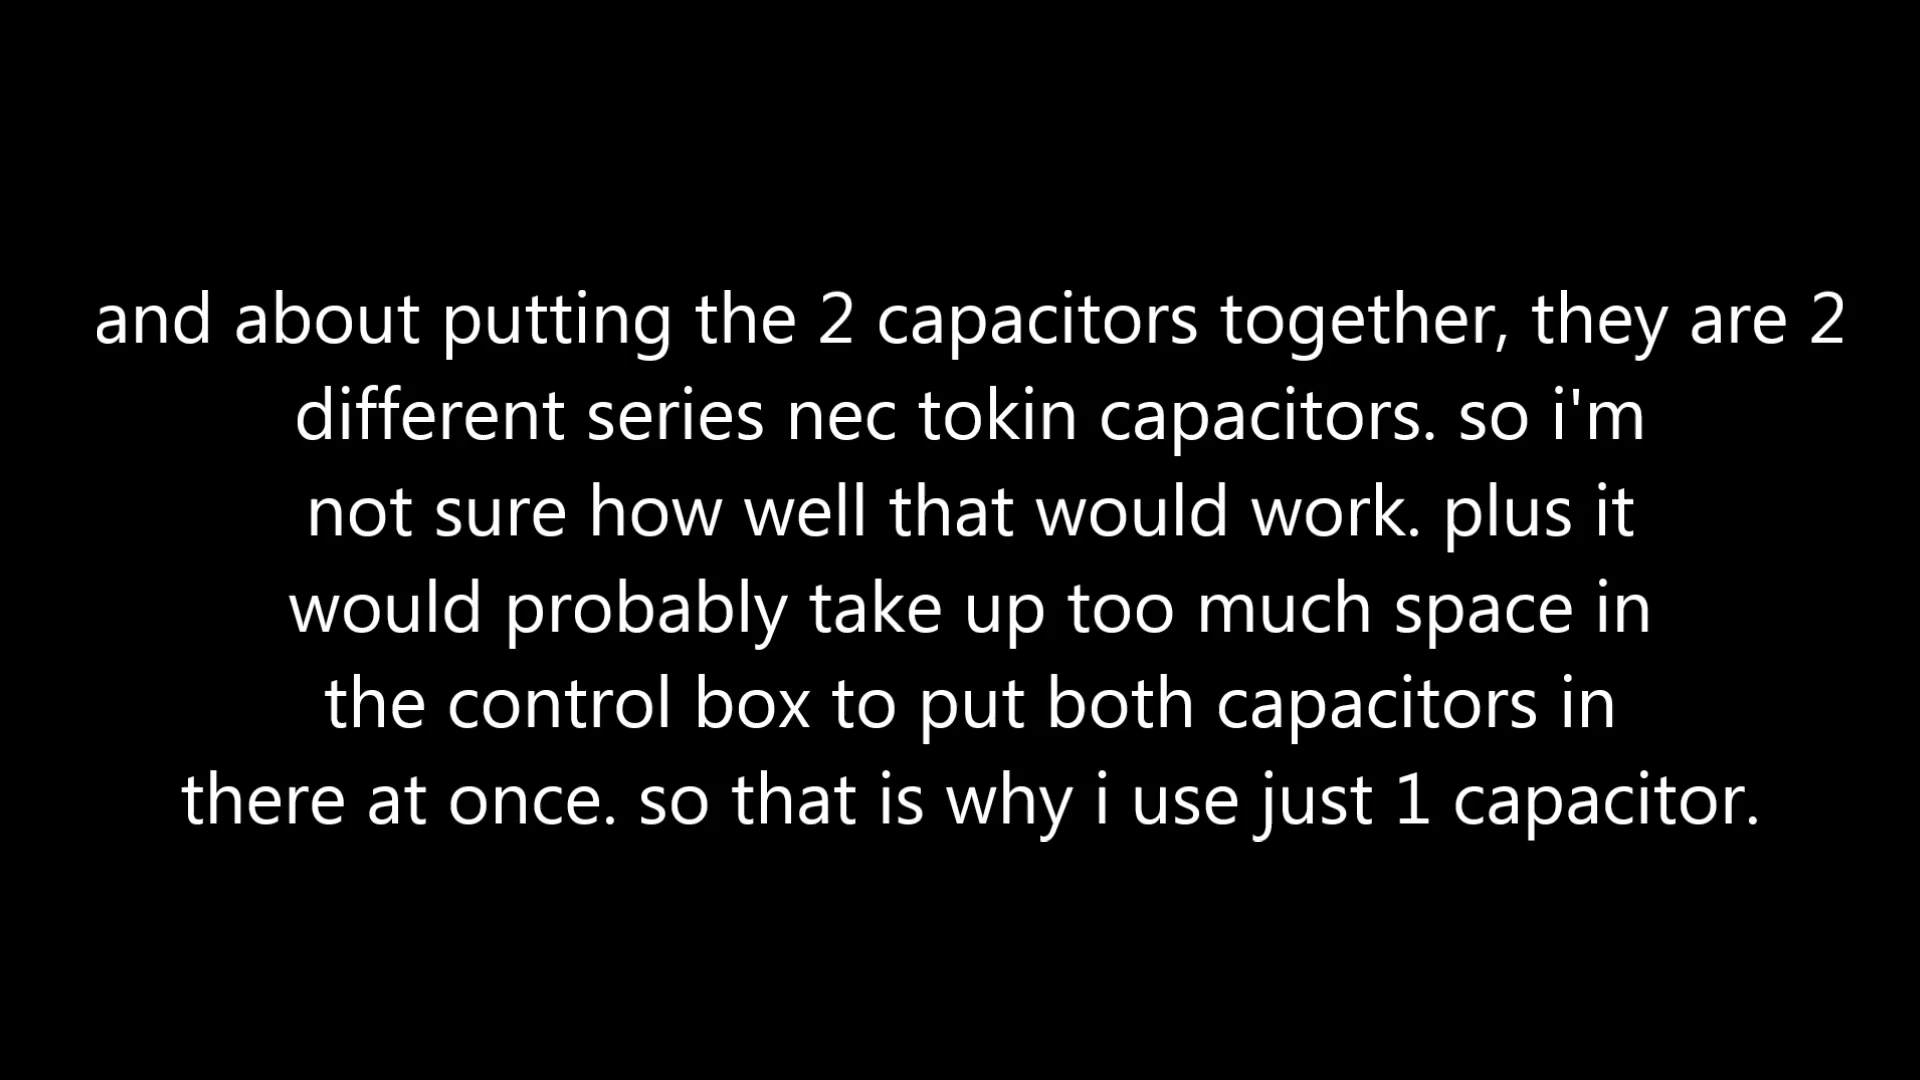 and about putting the 2 capacitors together, they are 2
different series nec tokin capacitors. so i'm
not sure how well that would work. plus it
would probably take up too much space in
the control box to put both capacitors in
there at once. so that is why i use just 1 capacitor.